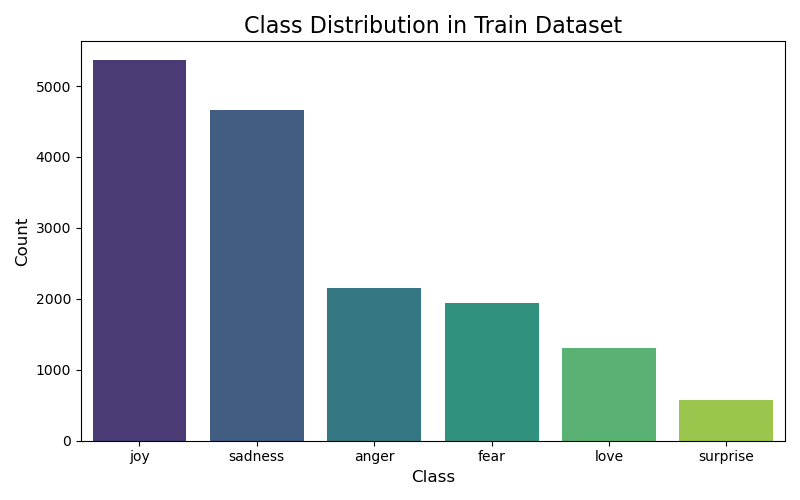 Class Distribution in Train Dataset
5000
4000
3000
2000
1000
0
Count
joy sadness anger fear love surprise
Class